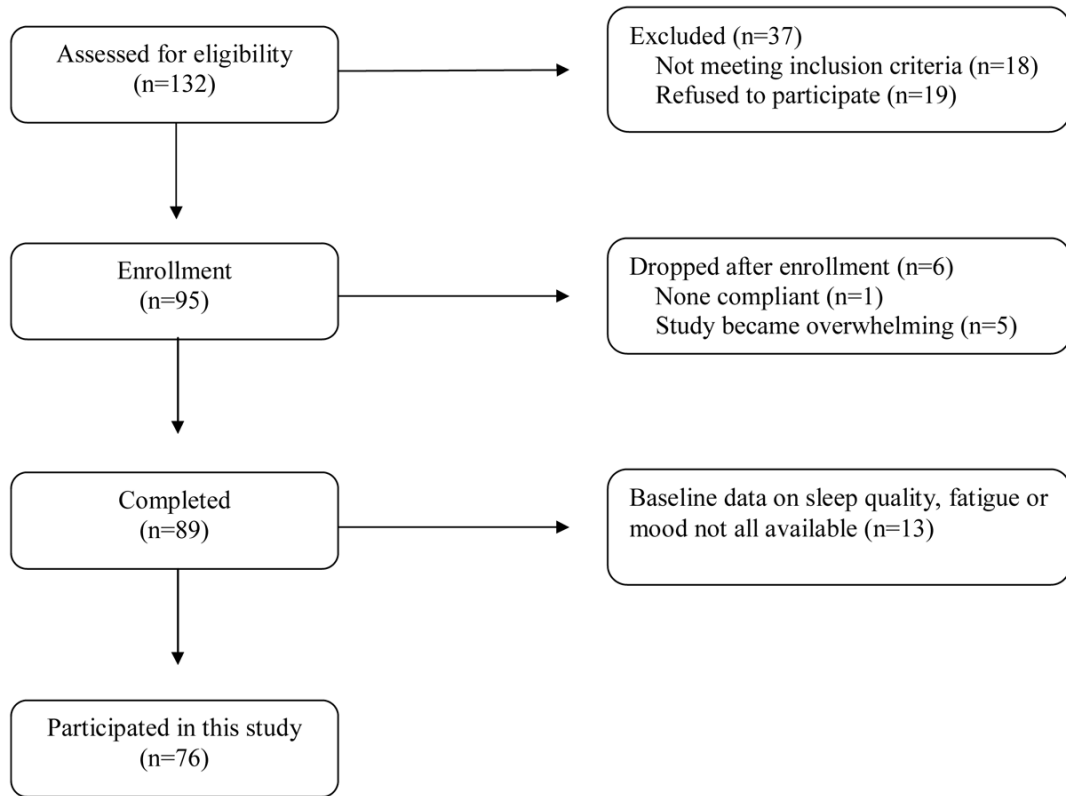 Assessed for eligibility
(n=132)
Excluded (n=37)
Not meeting inclusion criteria (n=18)
Refused to participate (n=19)
Enrollment
(n=95)
Dropped after enrollment (n=6)
None compliant (n=1)
Study became overwhelming (n=5)
Completed
(n=89)
Baseline data on sleep quality, fatigue or
mood not all available (n=13)
Participated in this study
(n=76)